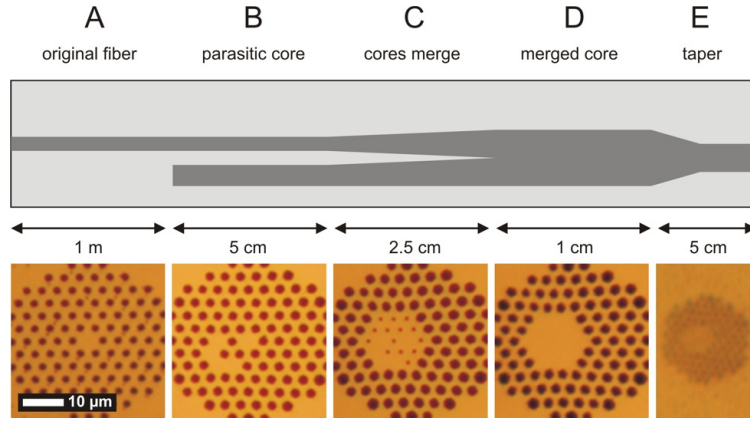 A B C D E
original fiber parasitic core cores merge merged core taper
1 m 5 cm 2.5 cm 1 cm 5 cm
10 µm